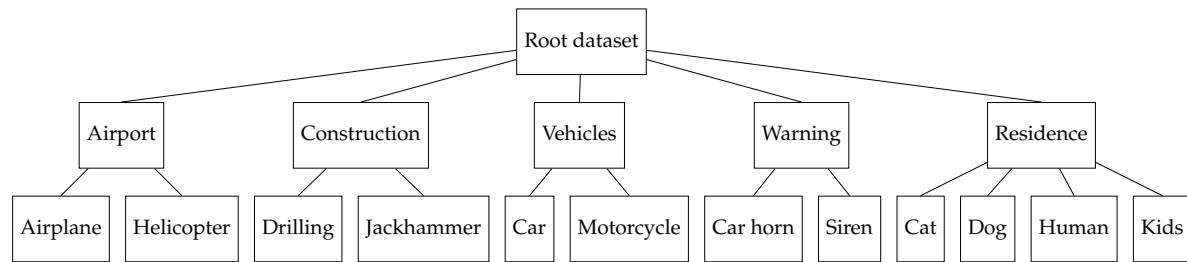 Root dataset
Airport Construction Vehicles Warning Residence
Airplane Helicopter Drilling Jackhammer Car Motorcycle Car horn Siren Cat Dog Human Kids